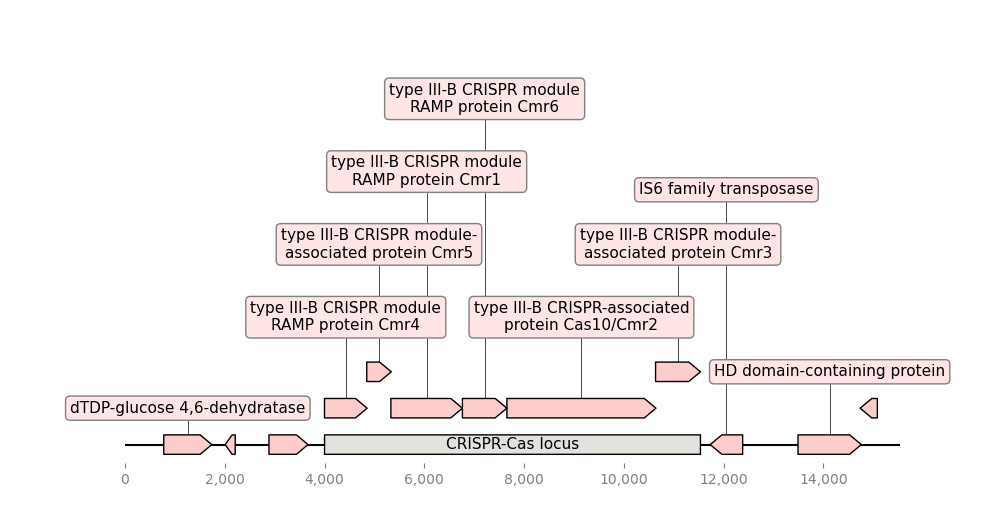 type III-B CRISPR module
RAMP protein Cmr6
type III-B CRISPR module
RAMP protein Cmr1
IS6 family transposase
type III-B CRISPR module-
associated protein Cmr5
type III-B CRISPR module-
associated protein Cmr3
type III-B CRISPR module
RAMP protein Cmr4
type III-B CRISPR-associated
protein Cas10/Cmr2
HD domain-containing protein
dTDP-glucose 4,6-dehydratase
CRISPR-Cas locus
0 2,000 4,000 6,000 8,000 10,000 12,000 14,000